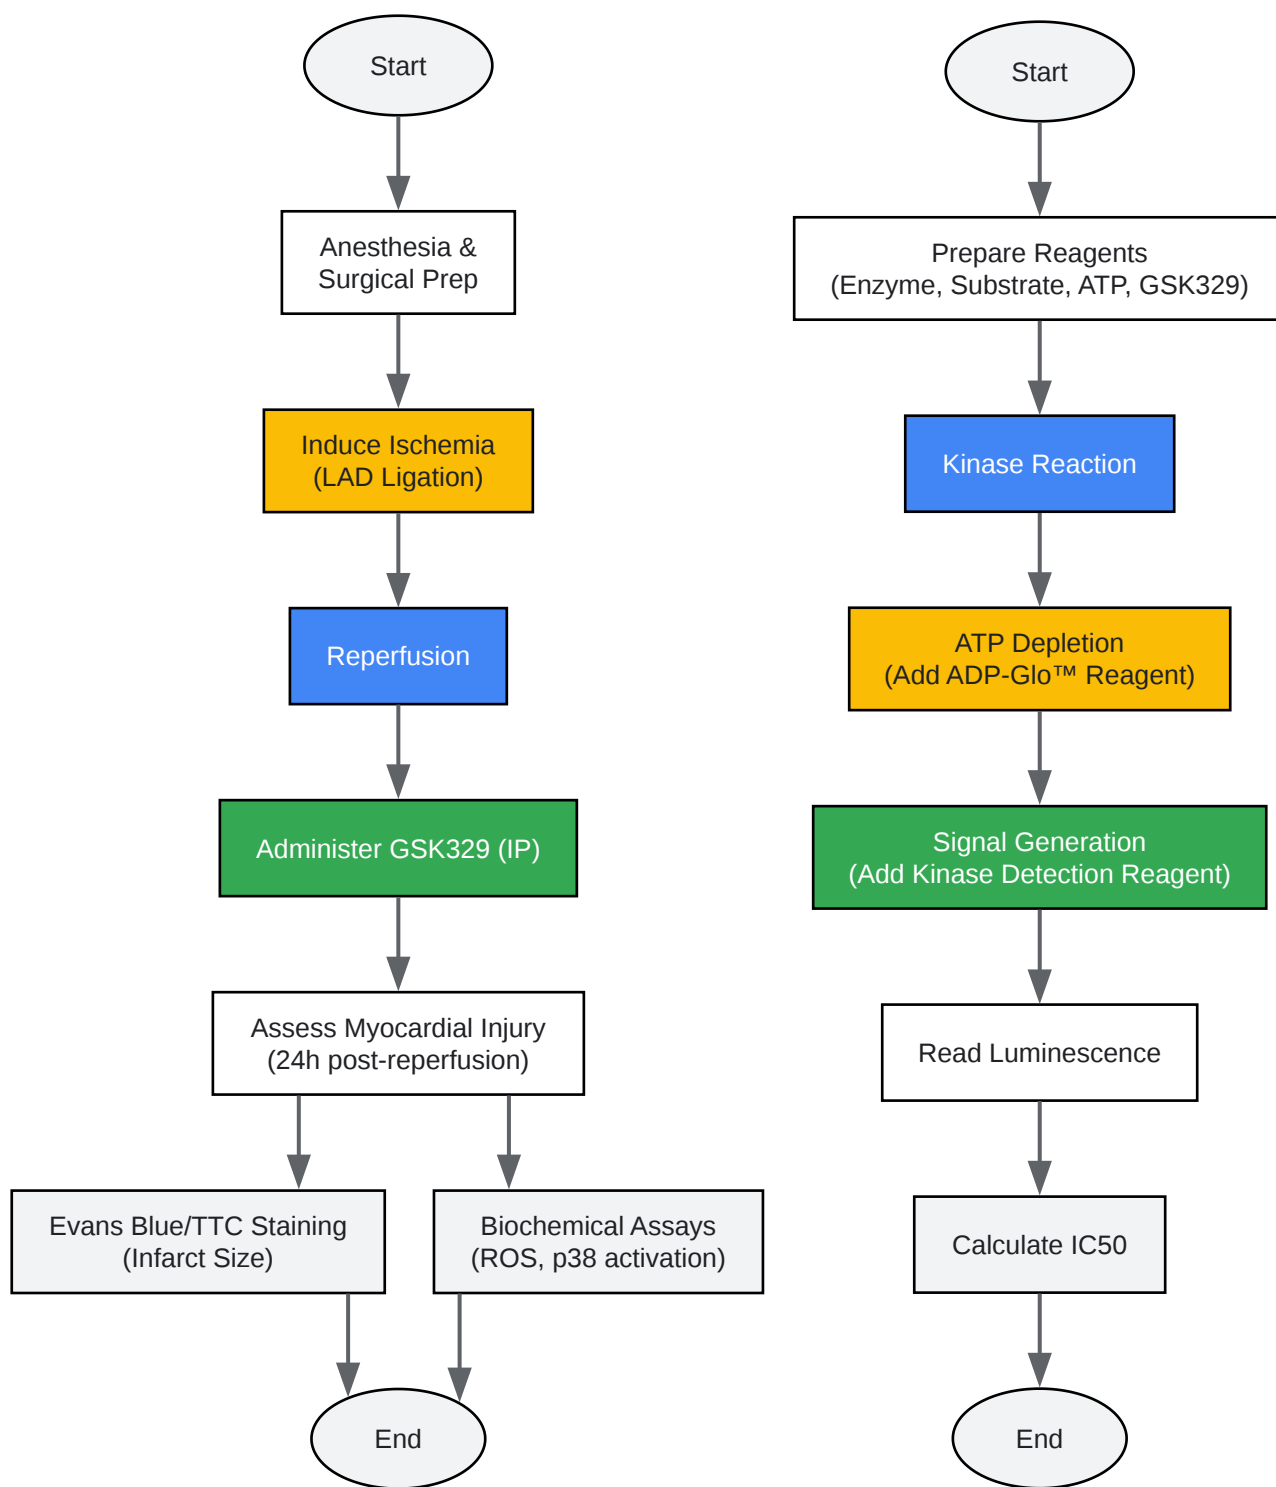 Start
Anesthesia &
Surgical Prep
Induce Ischemia
(LAD Ligation)
Reperfusion
Administer GSK329 (IP)
Assess Myocardial Injury
(24h post-reperfusion)
Evans Blue/TTC Staining
(Infarct Size)
Biochemical Assays
(ROS, p38 activation)
End
Start
Prepare Reagents
(Enzyme, Substrate, ATP, GSK329)
Kinase Reaction
ATP Depletion
(Add ADP-Glo™ Reagent)
Signal Generation
(Add Kinase Detection Reagent)
Read Luminescence
Calculate IC50
End